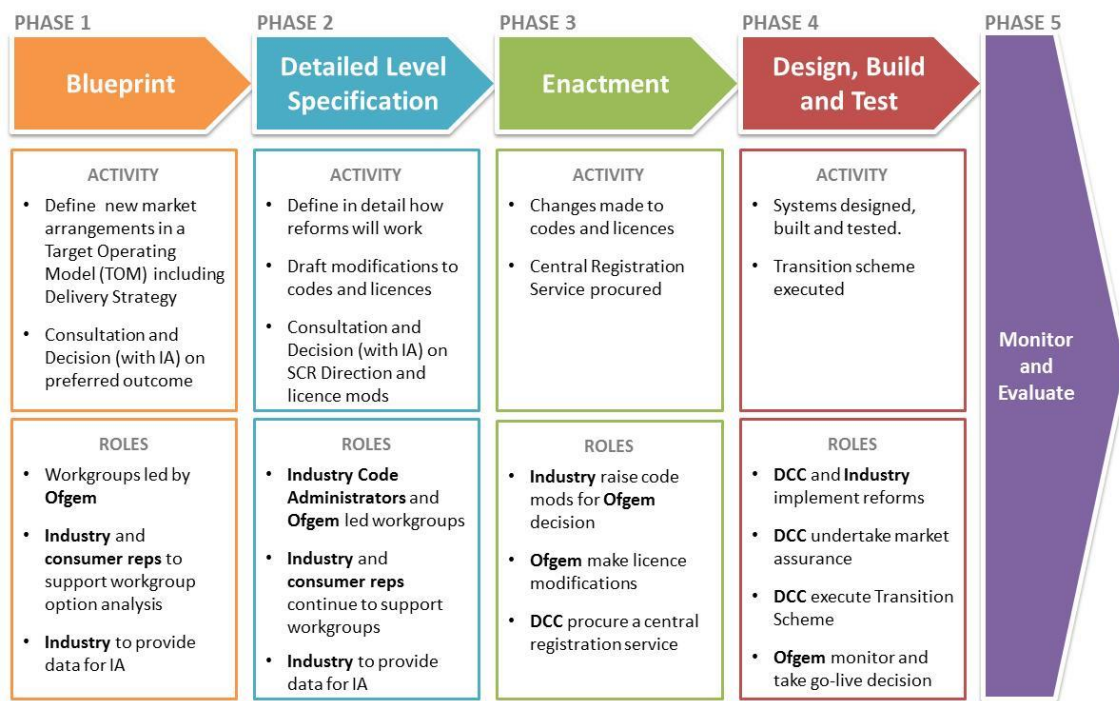 PHASE 1
Blueprint
ACTIVITY
• Define new market
arrangements in a
Target Operating
Model (TOM) including
Delivery Strategy
• Consultation and
Decision (with IA) on
preferred outcome
ROLES
• Workgroups led by
Ofgem
• Industry and
consumer reps to
support workgroup
option analysis
• Industry to provide
data for IA
PHASE 2
Detailed Level
Specification
ACTIVITY
• Define in detail how
reforms will work
• Draft modifications to
codes and licences
• Consultation and
Decision (with IA) on
SCR Direction and
licence mods
ROLES
• Industry Code
Administrators and
Ofgem led workgroups
• Industry and
consumer reps
continue to support
workgroups
• Industry to provide
data for IA
PHASE 3
Enactment
ACTIVITY
• Changes made to
codes and licences
• Central Registration
Service procured
ROLES
• Industry raise code
mods for Ofgem
decision
• Ofgem make licence
modifications
• DCC procure a central
registration service
PHASE 4
Design, Build
and Test
ACTIVITY
• Systems designed,
built and tested.
• Transition scheme
executed
ROLES
• DCC and Industry
implement reforms
• DCC undertake market
assurance
• DCC execute Transition
Scheme
• Ofgem monitor and
take go-live decision
PHASE 5
Monitor
and
Evaluate